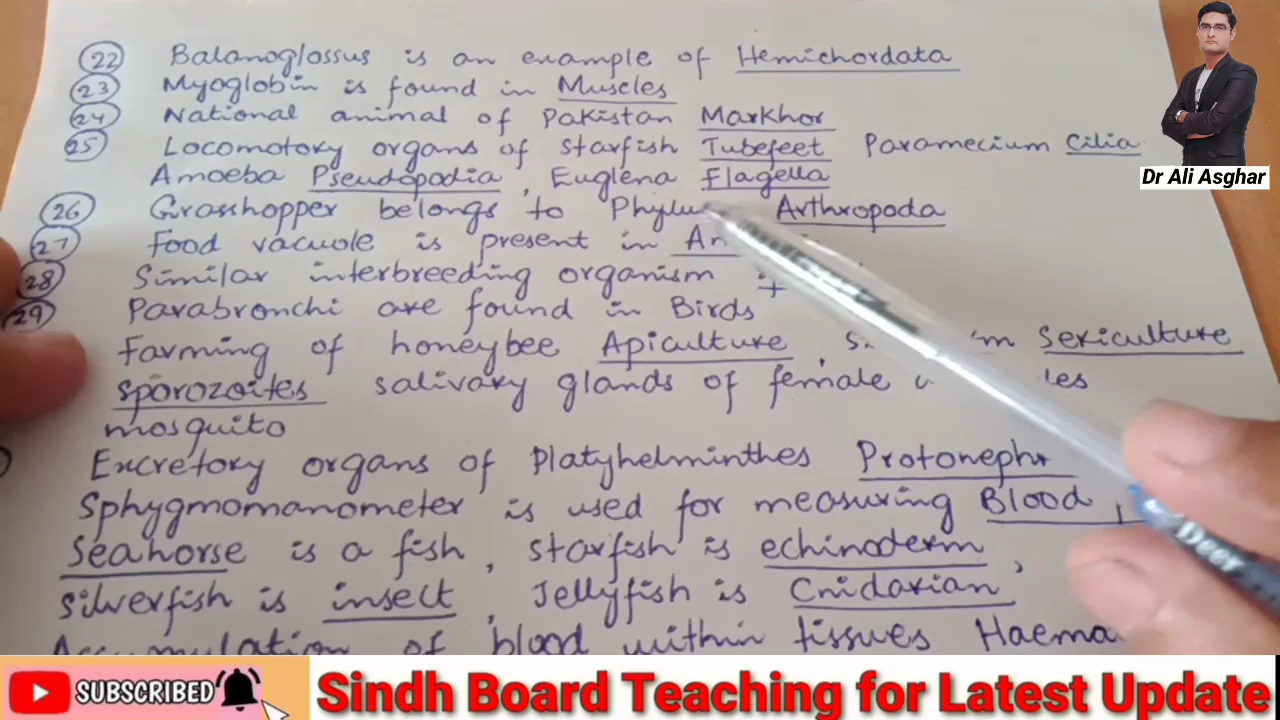 22 Balanoglossus is an example of Hemichordata
23 Myoglobin is found in Muscles
24 National animal of Pakistan Markhor
25 Locomotory organs of starfish Tubefeet Paramecium Cilia
Amoeba Pseudopodia, Euglena Flagella
26 Grasshopper belongs to Arthropoda
27 Food vacuole is present in
28 Similar interbreeding organism
29 Parabronchi are found in Birds
Farming of honeybee Apiculture, Sericulture
sporozoites salivary glands of female
mosquito
Excretory organs of Platyhelminthes
Sphygmomanometer is used for measuring Blood
Seahorse is a fish, starfish is echinoderm,
Silverfish is insect, Jellyfish is Cnidarian
Accumulation of blood within tissues
Dr Ali Asghar
SUBSCRIBED Sindh Board Teaching for Latest Update